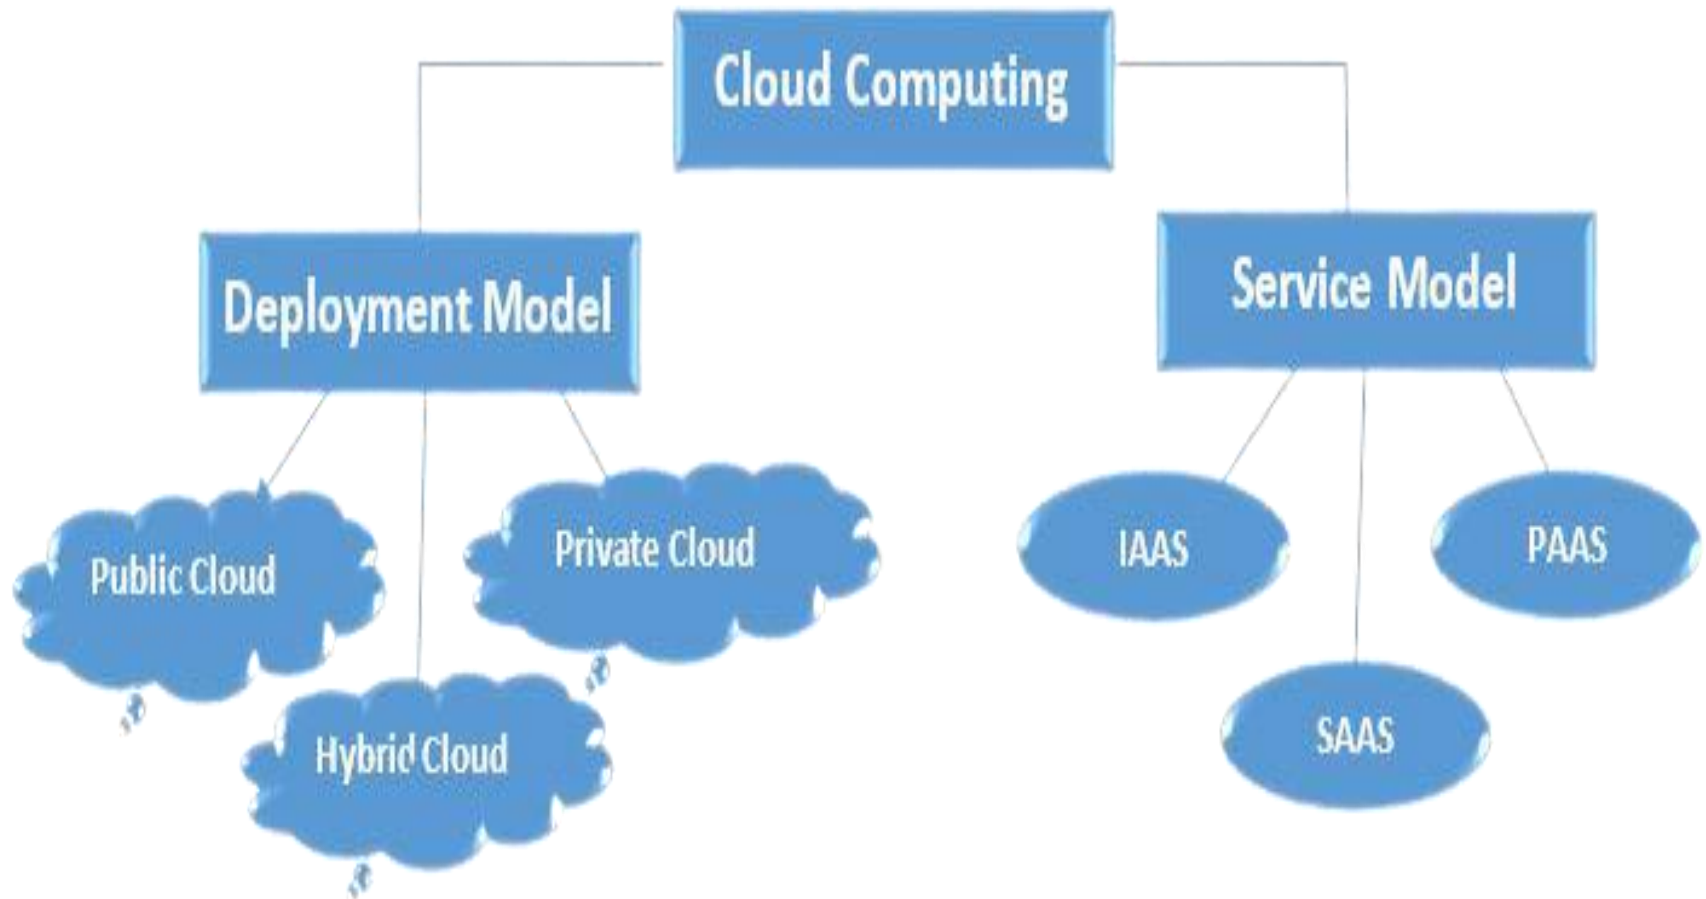 Cloud Computing
Deployment Model
Service Model
Public Cloud
Private Cloud
Hybrid Cloud
IAAS
PAAS
SAAS